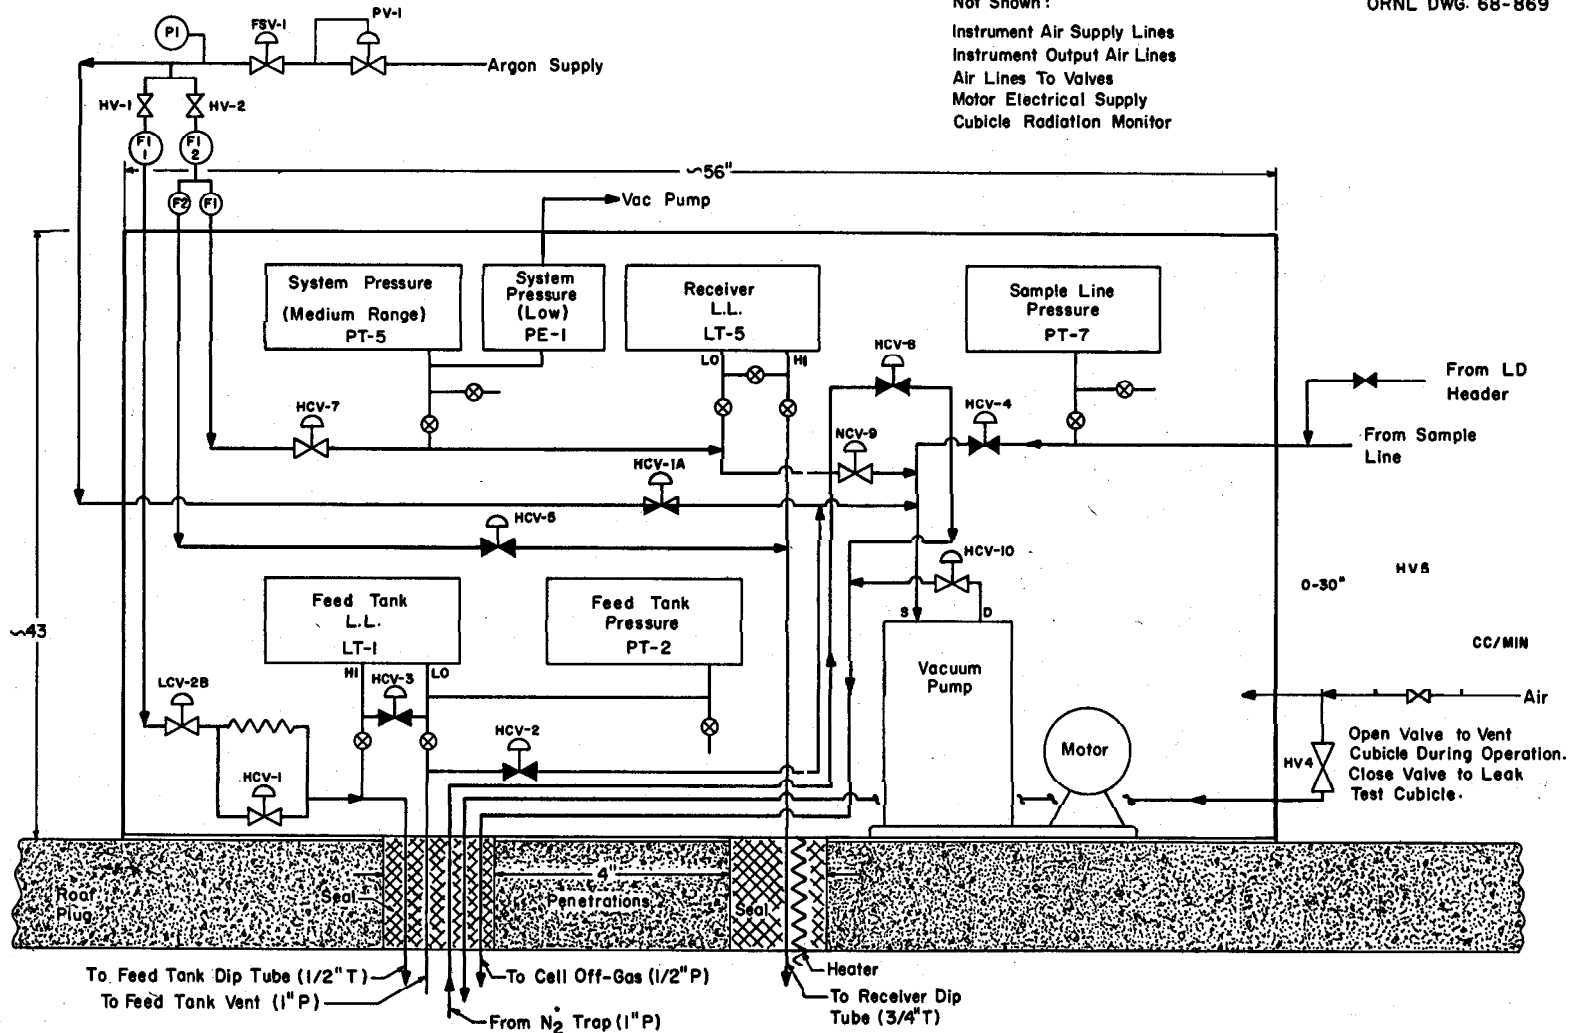 Not Shown:
ORNL DWG. 68-869
Instrument Air Supply Lines
Instrument Output Air Lines
Air Lines To Valves
Motor Electrical Supply
Cubicle Radiation Monitor
PI
FSV-1
PV-1
Argon Supply
HV-1
HV-2
FI
1
FI
2
F2
F1
~56"
Vac Pump
System Pressure
(Medium Range)
PT-5
System
Pressure
(Low)
PE-1
Receiver
L.L.
LT-5
LO
HI
Sample Line
Pressure
PT-7
HCV-8
HCV-7
HCV-4
NCV-9
HCV-1A
HCV-5
HCV-10
From LD
Header
From Sample
Line
~43
Feed Tank
L.L.
LT-1
HI
LO
Feed Tank
Pressure
PT-2
S
D
Vacuum
Pump
Motor
HV5
0-30"
CC/MIN
Air
LCV-2B
HCV-3
HCV-2
HCV-1
HV4
Open Valve to Vent
Cubicle During Operation.
Close Valve to Leak
Test Cubicle.
Roof
Plug
Seal
4'
Penetrations
Seal
To Feed Tank Dip Tube (1/2"T)
To Feed Tank Vent (1"P)
To Cell Off-Gas (1/2"P)
From N2 Trap (1"P)
Heater
To Receiver Dip
Tube (3/4"T)